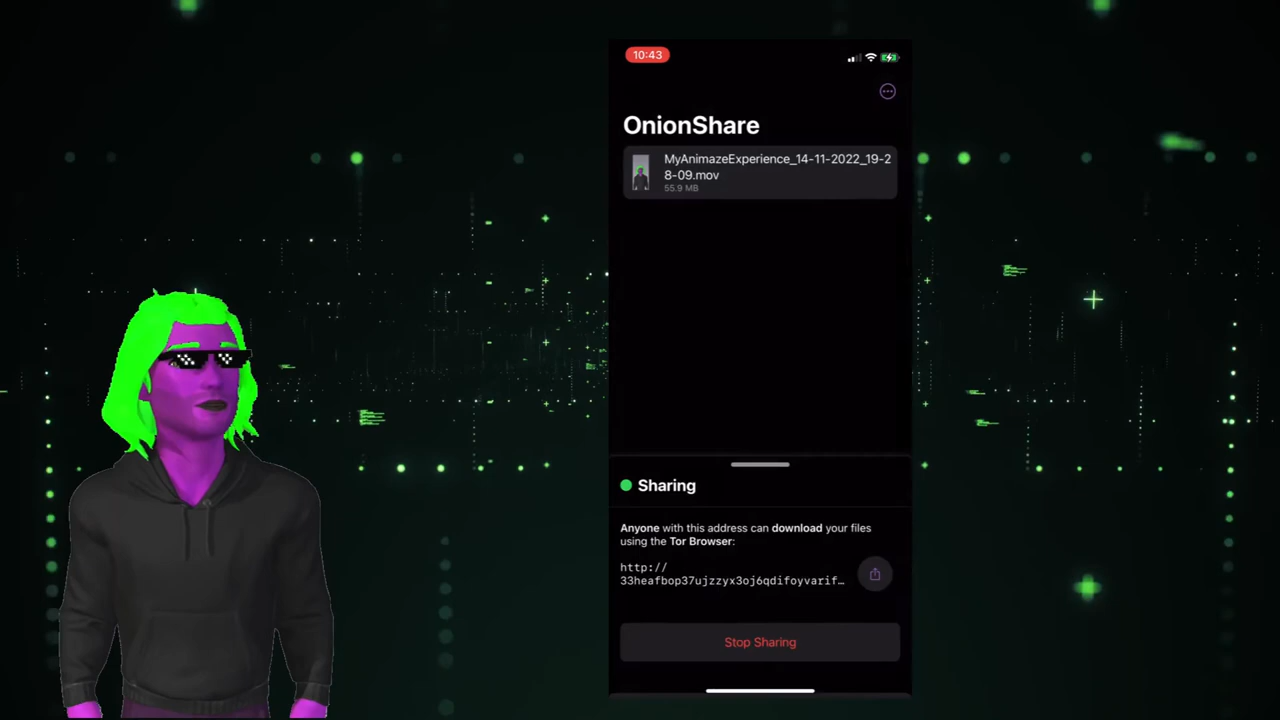 10:43
OnionShare
MyAnimazeExperience_14-11-2022_19-2
8-09.mov
55.9 MB
Sharing
Anyone with this address can download your files
using the Tor Browser:
http://
33heafbop37ujzzyx3oj6qdifoyvarif…
Stop Sharing